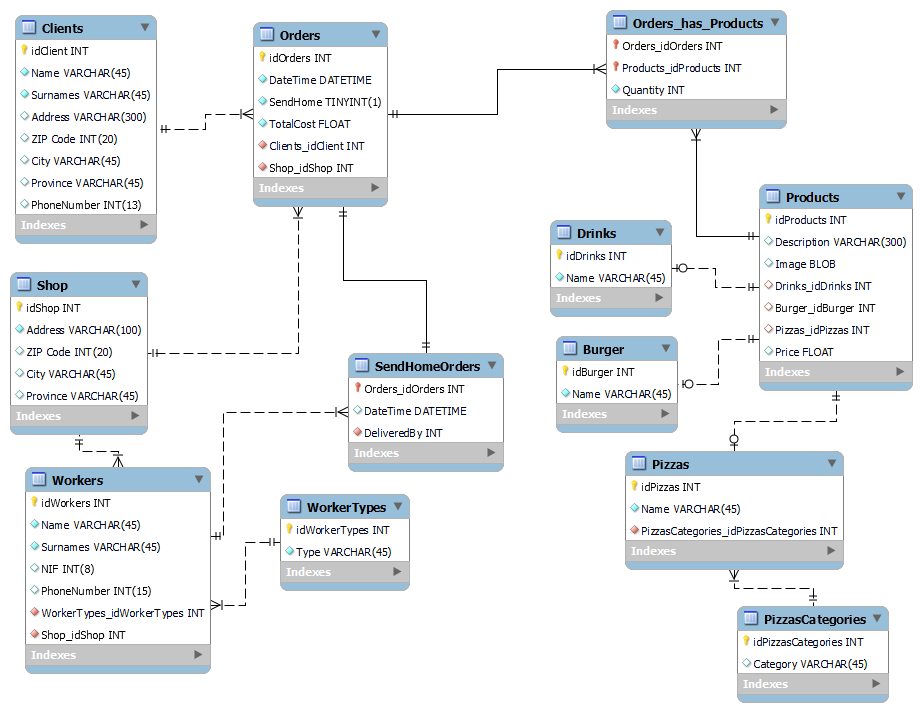 Clients
idClient INT
Name VARCHAR(45)
Surnames VARCHAR(45)
Address VARCHAR(300)
ZIP Code INT(20)
City VARCHAR(45)
Province VARCHAR(45)
PhoneNumber INT(13)
Indexes
Orders
idOrders INT
DateTime DATETIME
SendHome TINYINT(1)
TotalCost FLOAT
Clients_idClient INT
Shop_idShop INT
Indexes
Orders_has_Products
Orders_idOrders INT
Products_idProducts INT
Quantity INT
Indexes
Products
idProducts INT
Description VARCHAR(300)
Image BLOB
Drinks_idDrinks INT
Burger_idBurger INT
Pizzas_idPizzas INT
Price FLOAT
Indexes
Drinks
idDrinks INT
Name VARCHAR(45)
Indexes
Shop
idShop INT
Address VARCHAR(100)
ZIP Code INT(20)
City VARCHAR(45)
Province VARCHAR(45)
Indexes
SendHomeOrders
Orders_idOrders INT
DateTime DATETIME
DeliveredBy INT
Indexes
Burger
idBurger INT
Name VARCHAR(45)
Indexes
Workers
idWorkers INT
Name VARCHAR(45)
Surnames VARCHAR(45)
NIF INT(8)
PhoneNumber INT(15)
WorkerTypes_idWorkerTypes INT
Shop_idShop INT
Indexes
WorkerTypes
idWorkerTypes INT
Type VARCHAR(45)
Indexes
Pizzas
idPizzas INT
Name VARCHAR(45)
PizzasCategories_idPizzasCategories INT
Indexes
PizzasCategories
idPizzasCategories INT
Category VARCHAR(45)
Indexes